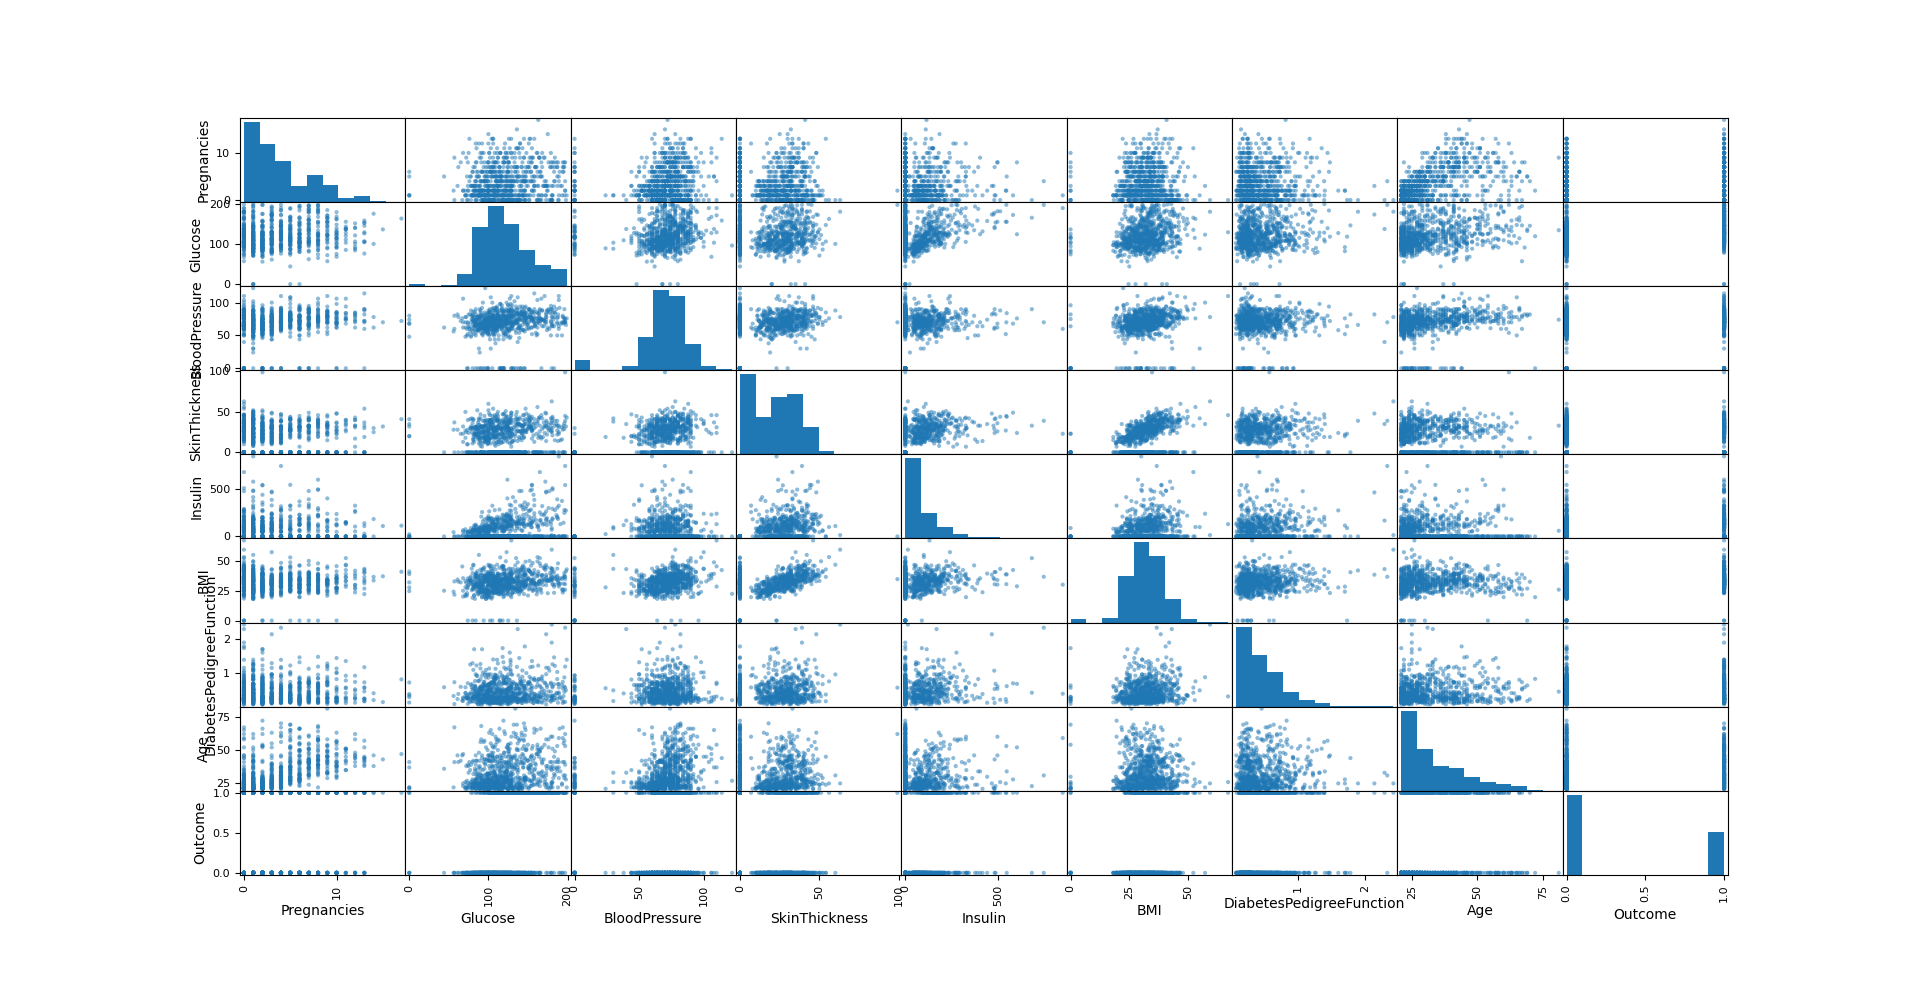 Pregnancies
10
0
Glucose
200
100
0
BloodPressure
100
50
0
SkinThickness
100
50
0
Insulin
500
0
BMI
50
25
0
DiabetesPedigreeFunction
2
1
Age
75
50
25
Outcome
1.0
0.5
0.0
0 10
0 100 200
0 50 100
0 50 100
0 500
0 25 50
1 2
25 50 75
0.0 0.5 1.0
Pregnancies
Glucose
BloodPressure
SkinThickness
Insulin
BMI
DiabetesPedigreeFunction
Age
Outcome